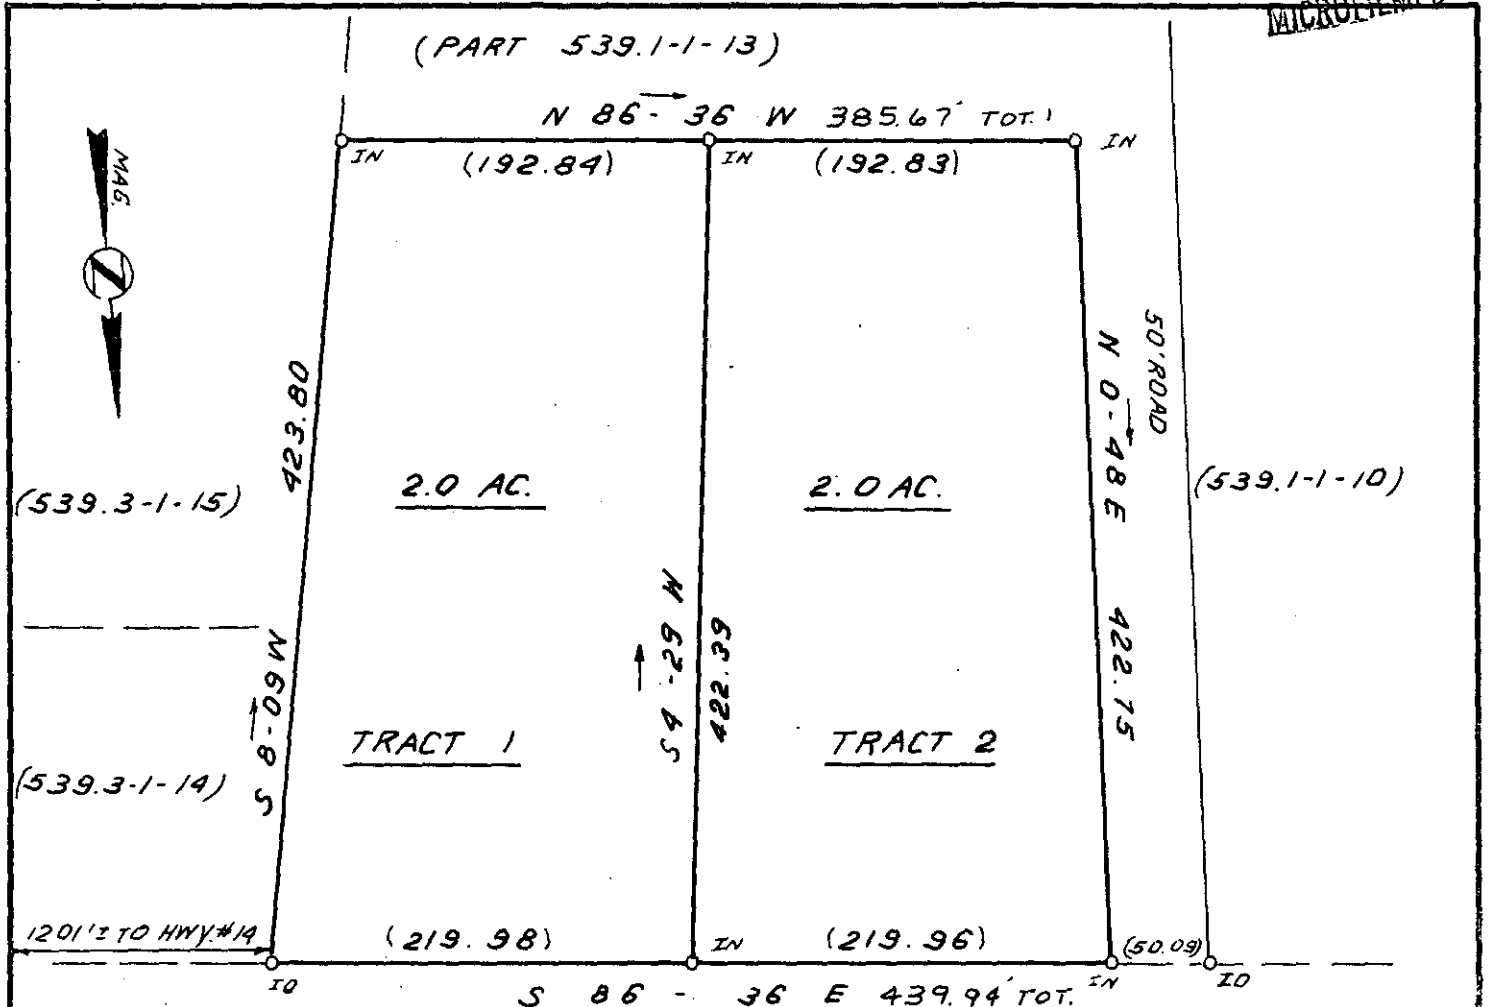 MICROFILMED
(PART 539.1-1-13)
N 86-36 W 385.67' TOT.
IN
(192.84)
IN
(192.83)
IN
MAG.
N
423.80
S 8-09 W
(539.3-1-15)
(539.3-1-14)
2.0 AC.
2.0 AC.
S 4-29 W
422.39
N 0-48 E 422.75
50' ROAD
(539.1-1-10)
TRACT 1
TRACT 2
1201'± TO HWY.#14
(219.98)
IN
(219.96)
(50.09)
IO
IN
IO
S 86-36 E 439.94' TOT.